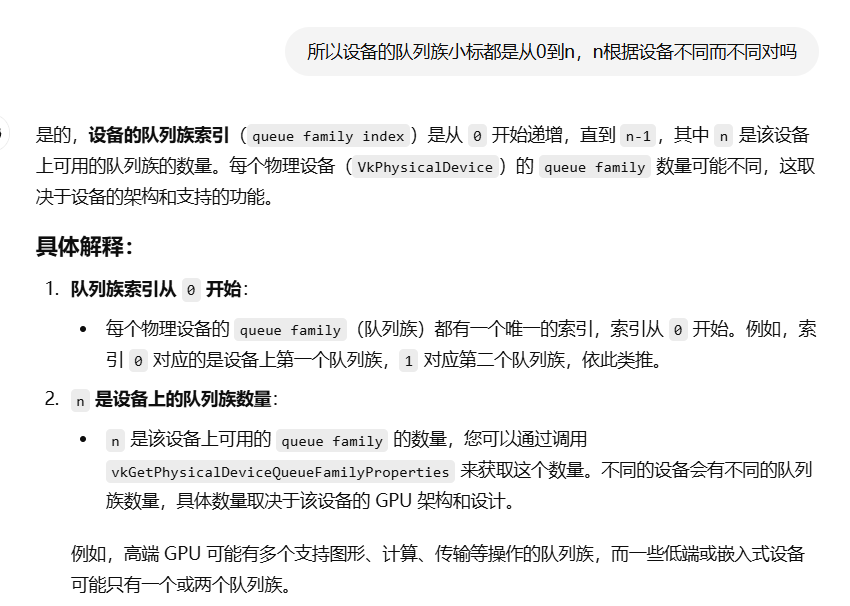 所以设备的队列族小标都是从0到n，n根据设备不同而不同对吗
是的，设备的队列族索引（queue family index）是从 0 开始递增，直到 n-1，其中 n 是该设备
上可用的队列族的数量。每个物理设备（VkPhysicalDevice）的 queue family 数量可能不同，这取
决于设备的架构和支持的功能。
具体解释：
1. 队列族索引从 0 开始：
• 每个物理设备的 queue family（队列族）都有一个唯一的索引，索引从 0 开始。例如，索
引 0 对应的是设备上第一个队列族，1 对应第二个队列族，依此类推。
2. n 是设备上的队列族数量：
• n 是该设备上可用的 queue family 的数量，您可以通过调用
vkGetPhysicalDeviceQueueFamilyProperties 来获取这个数量。不同的设备会有不同的队列
族数量，具体数量取决于该设备的 GPU 架构和设计。
例如，高端 GPU 可能有多个支持图形、计算、传输等操作的队列族，而一些低端或嵌入式设备
可能只有一个或两个队列族。